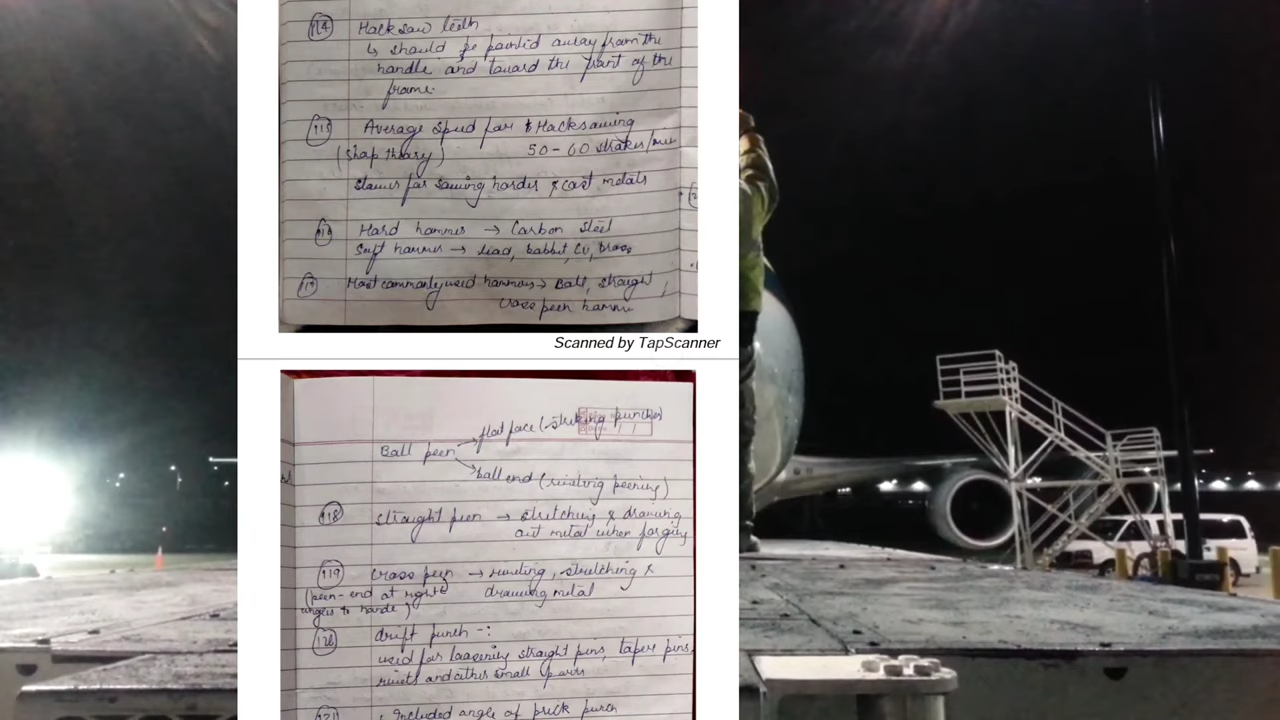 114 Hack saw teeth
↳ should be pointed away from the
handle and toward the front of the
frame.
115 Average speed for Hacksawing
(shop theory) 50-60 strokes/min
slower for sawing harder & cast metals
116 Hard hammer → Carbon steel
Soft hammer → lead, babbit, Cu, brass
117 Most commonly used hammers → Ball, straight,
cross peen hammer
Scanned by TapScanner
flat face (striking punches)
Ball peen
ball end (riveting peening)
118 straight peen → stretching & drawing
out metal when forging
119 cross peen → riveting, stretching &
(peen-end at right drawing metal
angles to handle)
120 drift punch -:
used for loosening straight pins, taper pins,
rivets and other small parts
121 Included angle of prick punch